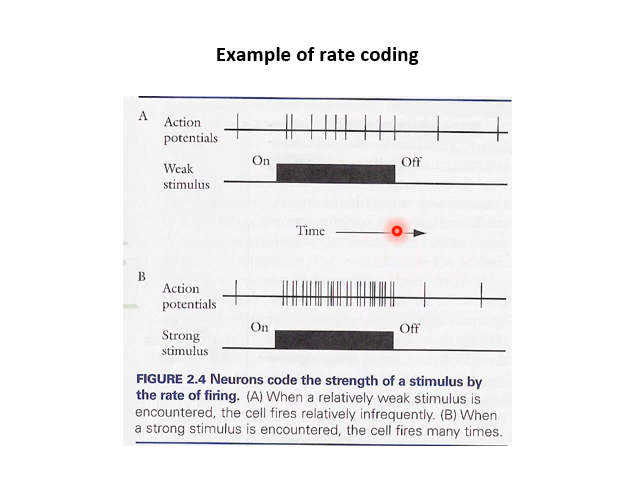 Example of rate coding
A Action
potentials
On Off
Weak
stimulus
Time
B Action
potentials
On Off
Strong
stimulus
FIGURE 2.4 Neurons code the strength of a stimulus by
the rate of firing. (A) When a relatively weak stimulus is
encountered, the cell fires relatively infrequently. (B) When
a strong stimulus is encountered, the cell fires many times.